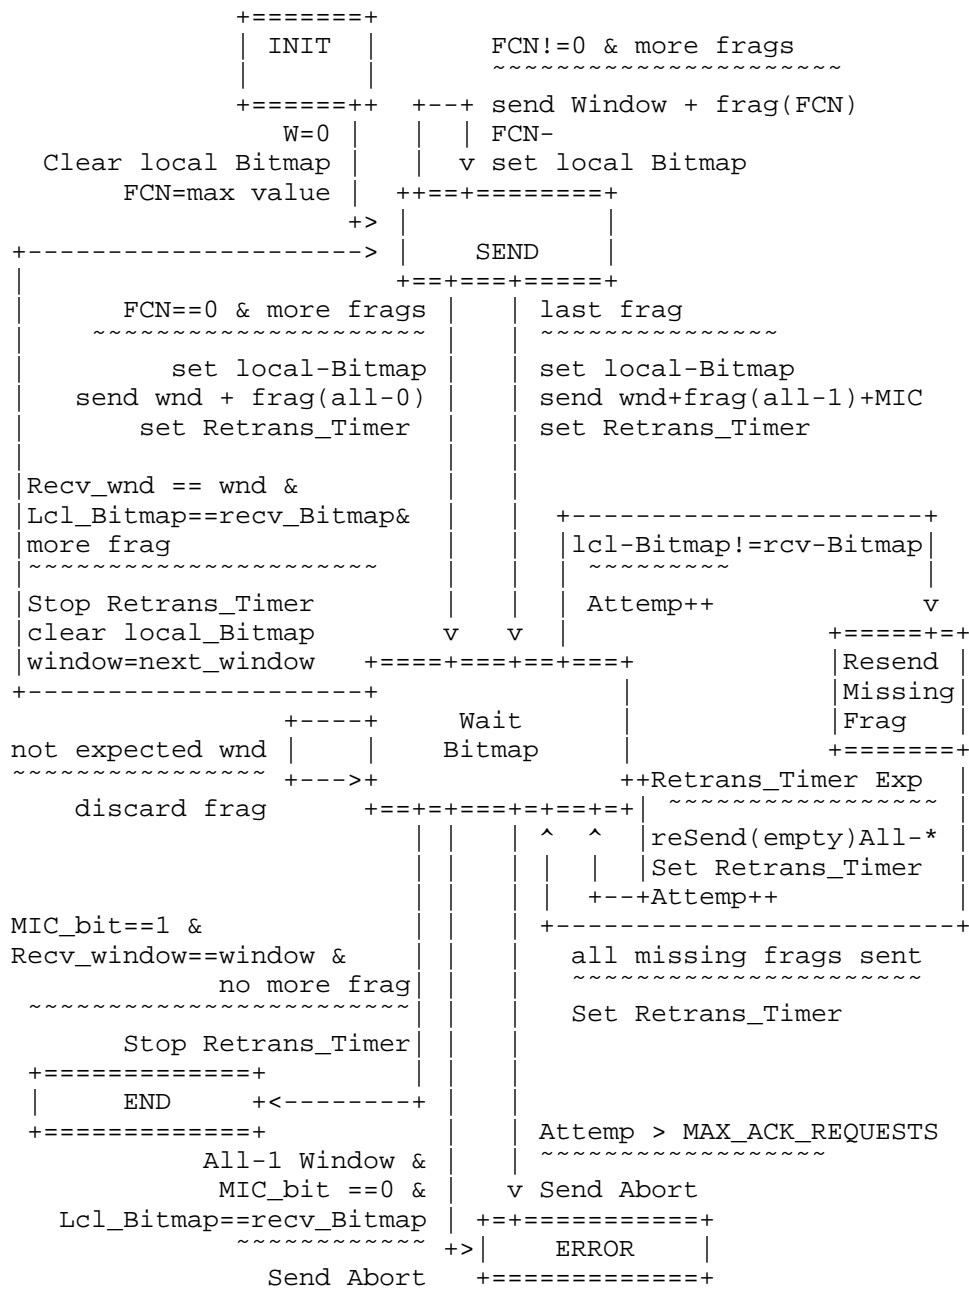 +=======+
               | INIT  |       FCN!=0 & more frags
               |       |       ~~~~~~~~~~~~~~~~~~~~~~
               +======++  +--+ send Window + frag(FCN)
                  W=0 |   |  | FCN-
   Clear local Bitmap |   |  v set local Bitmap
        FCN=max value |  ++==+========+
                      +> |            |
 +---------------------> |    SEND    |
 |                       +==+===+=====+
 |      FCN==0 & more frags |   | last frag
 |    ~~~~~~~~~~~~~~~~~~~~~ |   | ~~~~~~~~~~~~~~~
 |         set local-Bitmap |   | set local-Bitmap
 |   send wnd + frag(all-0) |   | send wnd+frag(all-1)+MIC
 |       set Retrans_Timer  |   | set Retrans_Timer
 |                          |   |
 |Recv_wnd == wnd &         |   |
 |Lcl_Bitmap==recv_Bitmap&  |   |  +----------------------+
 |more frag                 |   |  |lcl-Bitmap!=rcv-Bitmap|
 |~~~~~~~~~~~~~~~~~~~~~~    |   |  | ~~~~~~~~~            |
 |Stop Retrans_Timer        |   |  | Attemp++             v
 |clear local_Bitmap        v   v  |                +=====+=+
 |window=next_window   +====+===+==+===+            |Resend |
 +---------------------+               |            |Missing|
                  +----+     Wait      |            |Frag   |
 not expected wnd |    |    Bitmap     |            +=======+
 ~~~~~~~~~~~~~~~~ +--->+               ++Retrans_Timer Exp  |
     discard frag      +==+=+===+=+==+=+| ~~~~~~~~~~~~~~~~~ |
                          | |   | ^  ^  |reSend(empty)All-* |
                          | |   | |  |  |Set Retrans_Timer  |
                          | |   | |  +--+Attemp++           |
 MIC_bit==1 &             | |   | +-------------------------+
 Recv_window==window &    | |   |   all missing frags sent
              no more frag| |   |   ~~~~~~~~~~~~~~~~~~~~~~
  ~~~~~~~~~~~~~~~~~~~~~~~~| |   |   Set Retrans_Timer
        Stop Retrans_Timer| |   |
  +=============+         | |   |
  |     END     +<--------+ |   |
  +=============+           |   | Attemp > MAX_ACK_REQUESTS
             All-1 Window & |   | ~~~~~~~~~~~~~~~~~~
              MIC_bit ==0 & |   v Send Abort
    Lcl_Bitmap==recv_Bitmap | +=+===========+
               ~~~~~~~~~~~~ +>|    ERROR    |
                 Send Abort   +=============+